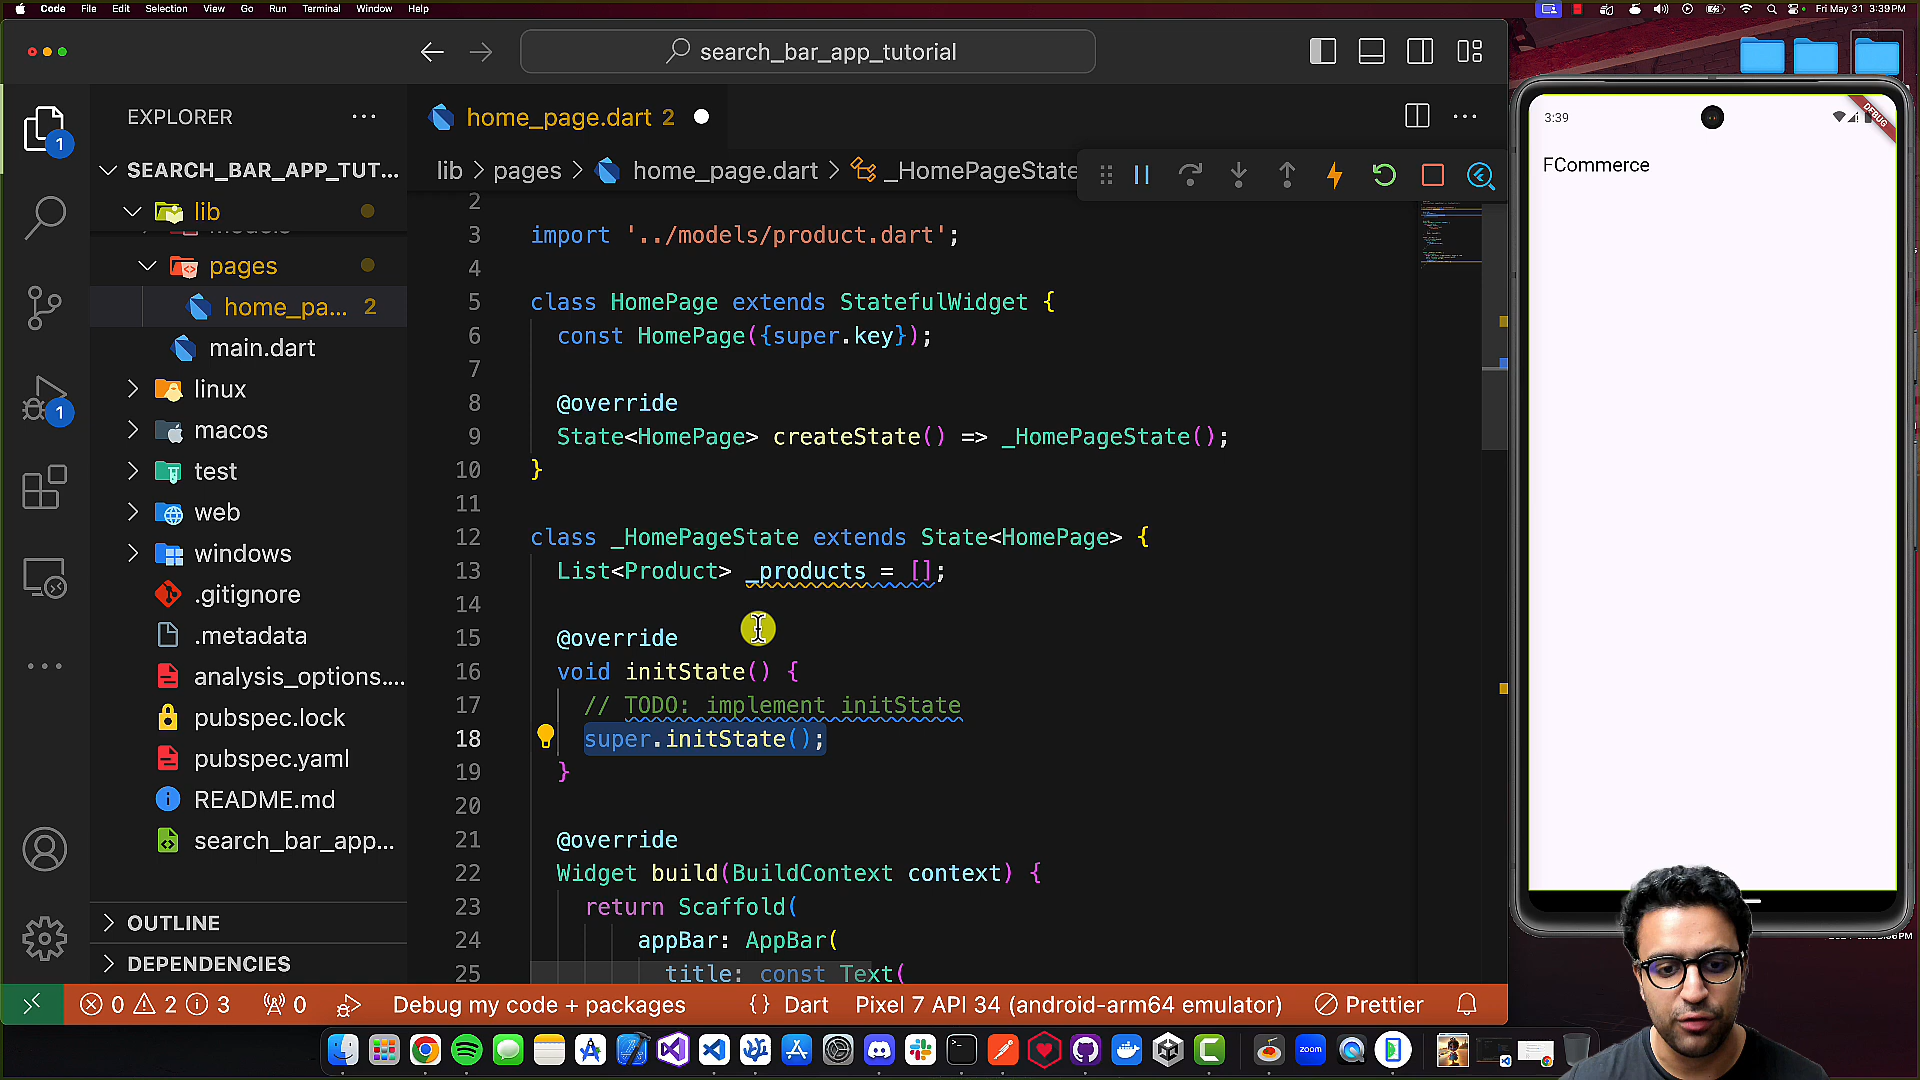 Code File Edit Selection View Go Run Terminal Window Help
Fri May 31 3:39 PM
search_bar_app_tutorial
EXPLORER
SEARCH_BAR_APP_TUT...
lib
models
pages
home_pa... 2
main.dart
linux
macos
test
web
windows
.gitignore
.metadata
analysis_options....
pubspec.lock
pubspec.yaml
README.md
search_bar_app...
OUTLINE
DEPENDENCIES
1
1
home_page.dart 2
lib > pages > home_page.dart > _HomePageState
2
3 import '../models/product.dart';
4
5 class HomePage extends StatefulWidget {
6 const HomePage({super.key});
7
8 @override
9 State<HomePage> createState() => _HomePageState();
10 }
11
12 class _HomePageState extends State<HomePage> {
13 List<Product> _products = [];
14
15 @override
16 void initState() {
17 // TODO: implement initState
18 super.initState();
19 }
20
21 @override
22 Widget build(BuildContext context) {
23 return Scaffold(
24 appBar: AppBar(
25 title: const Text(
0 2 3 0 Debug my code + packages {} Dart Pixel 7 API 34 (android-arm64 emulator) Prettier
3:39
DEBUG
FCommerce
zoom